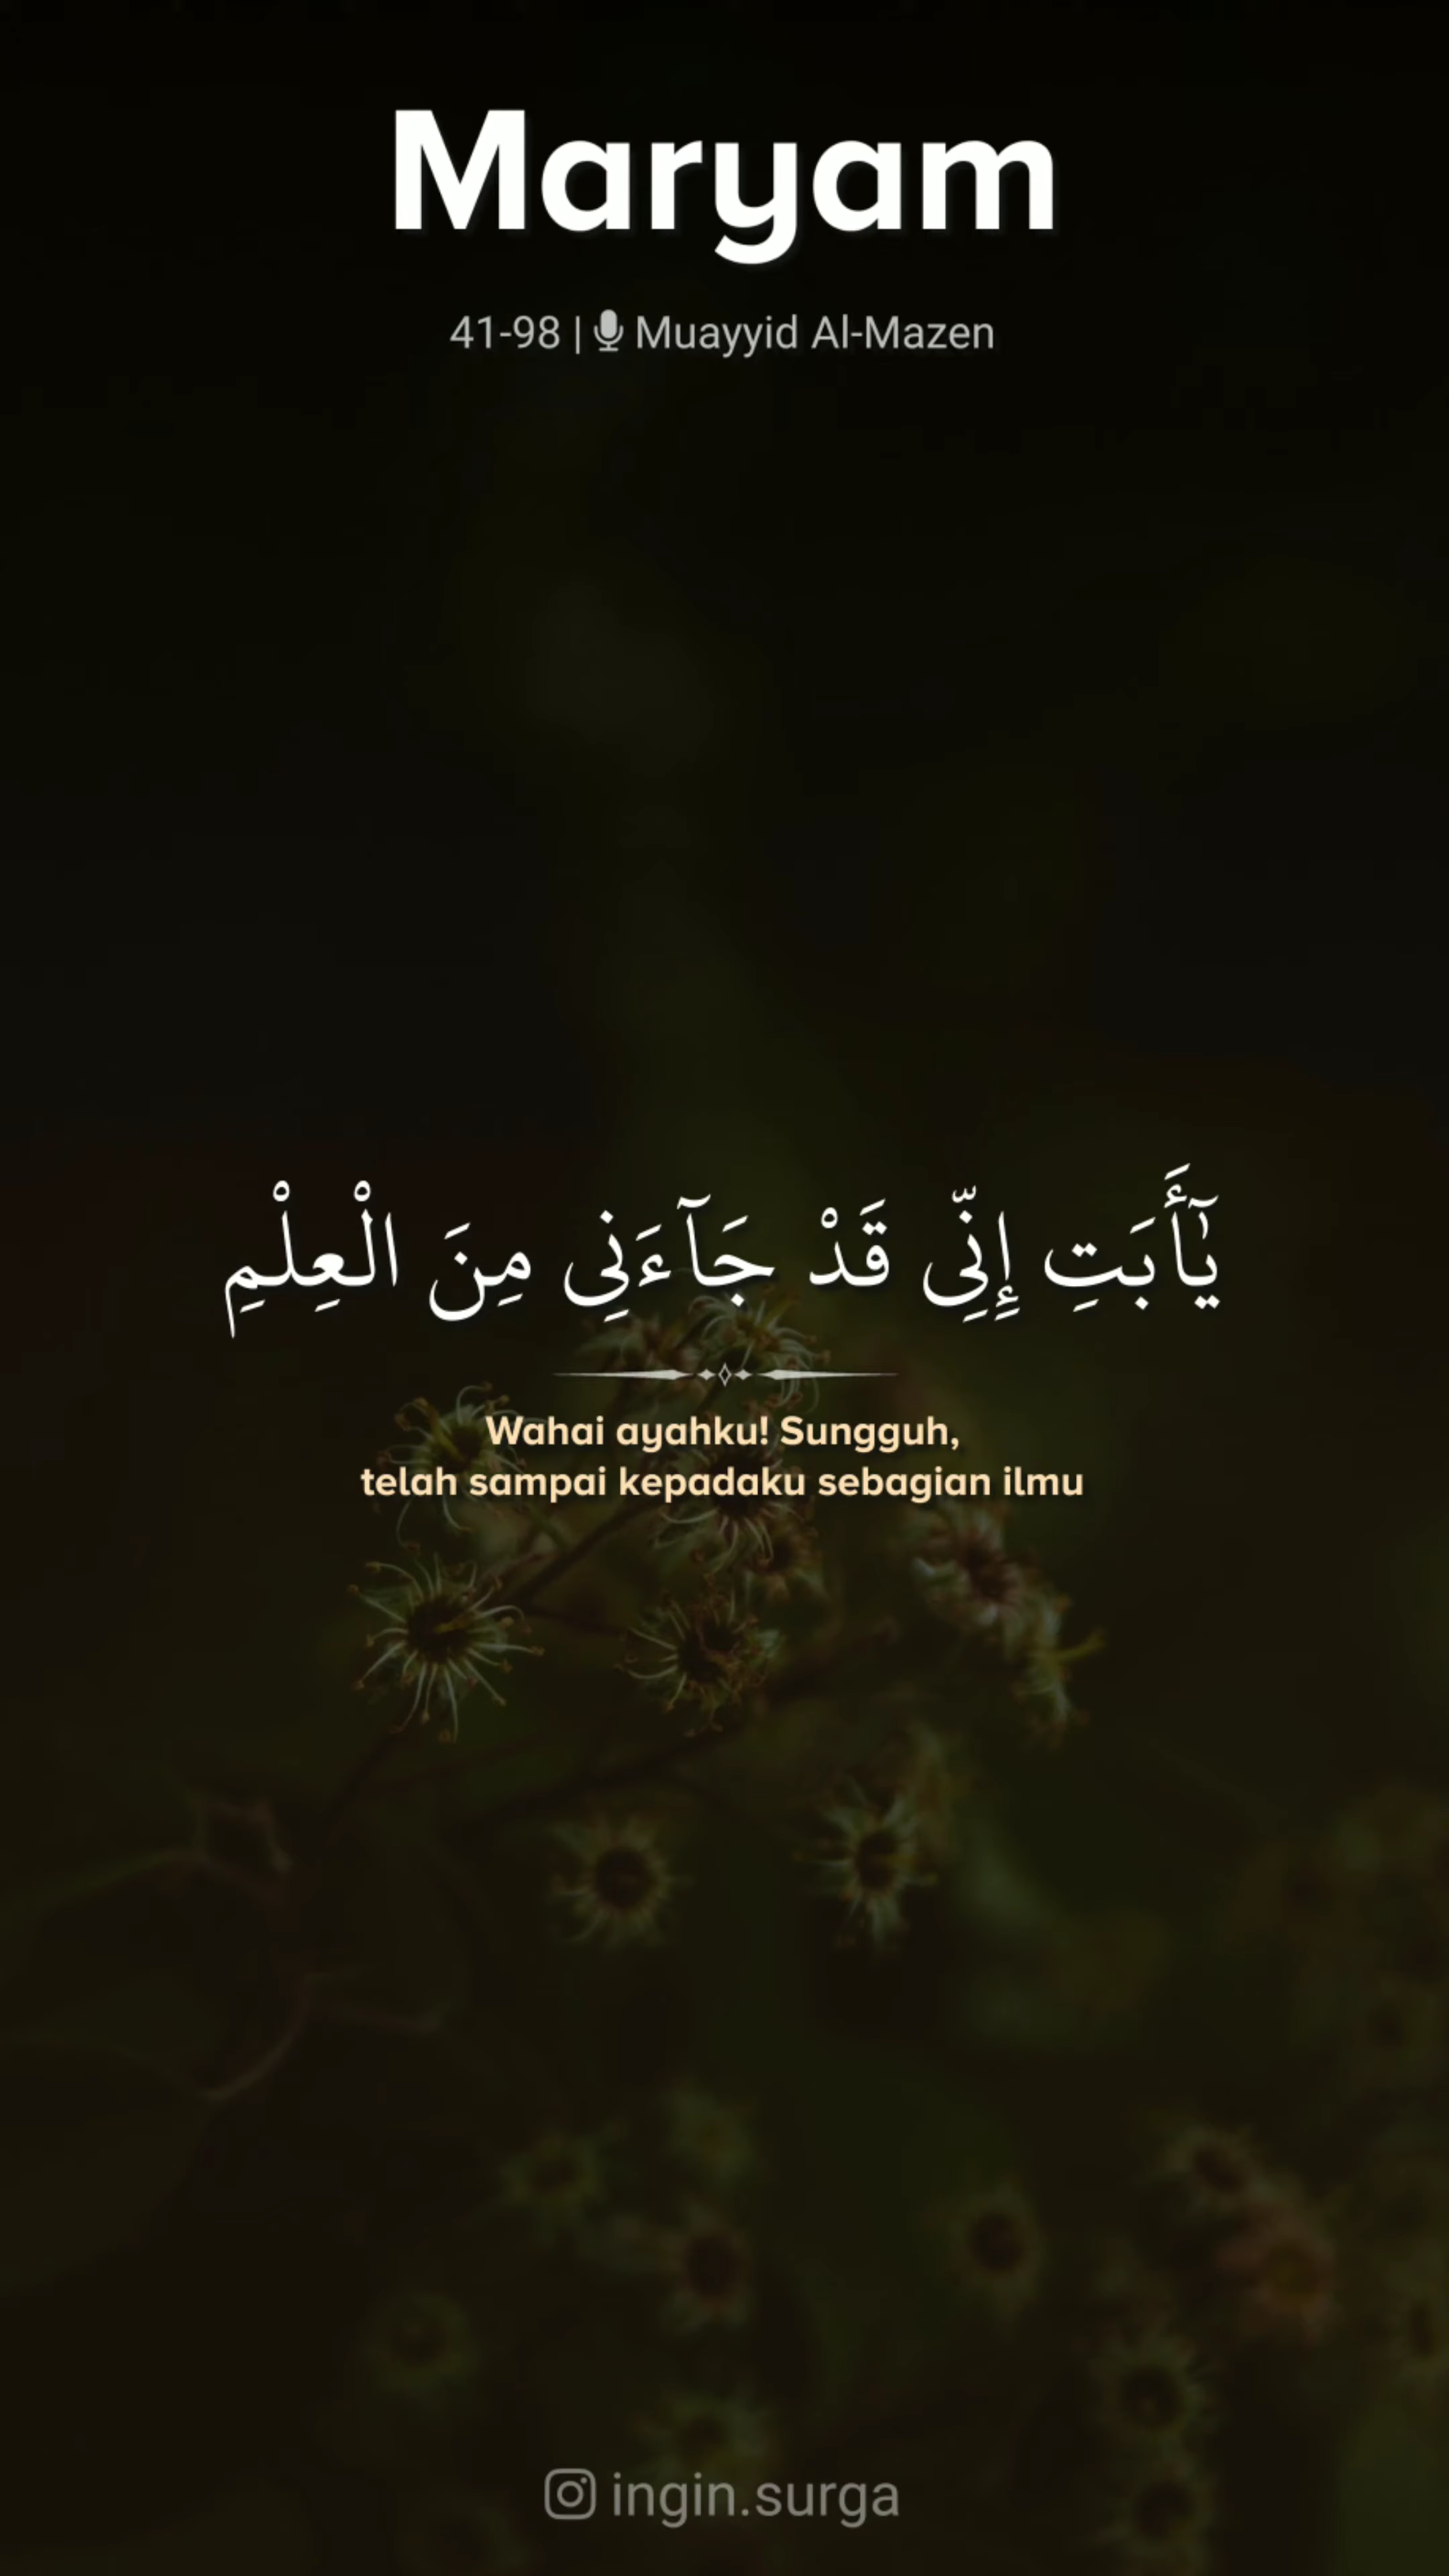 Maryam
41-98 | Muayyid Al-Mazen
يَٰٓأَبَتِ إِنِّى قَدْ جَآءَنِى مِنَ الْعِلْمِ
Wahai ayahku! Sungguh,
telah sampai kepadaku sebagian ilmu
ingin.surga